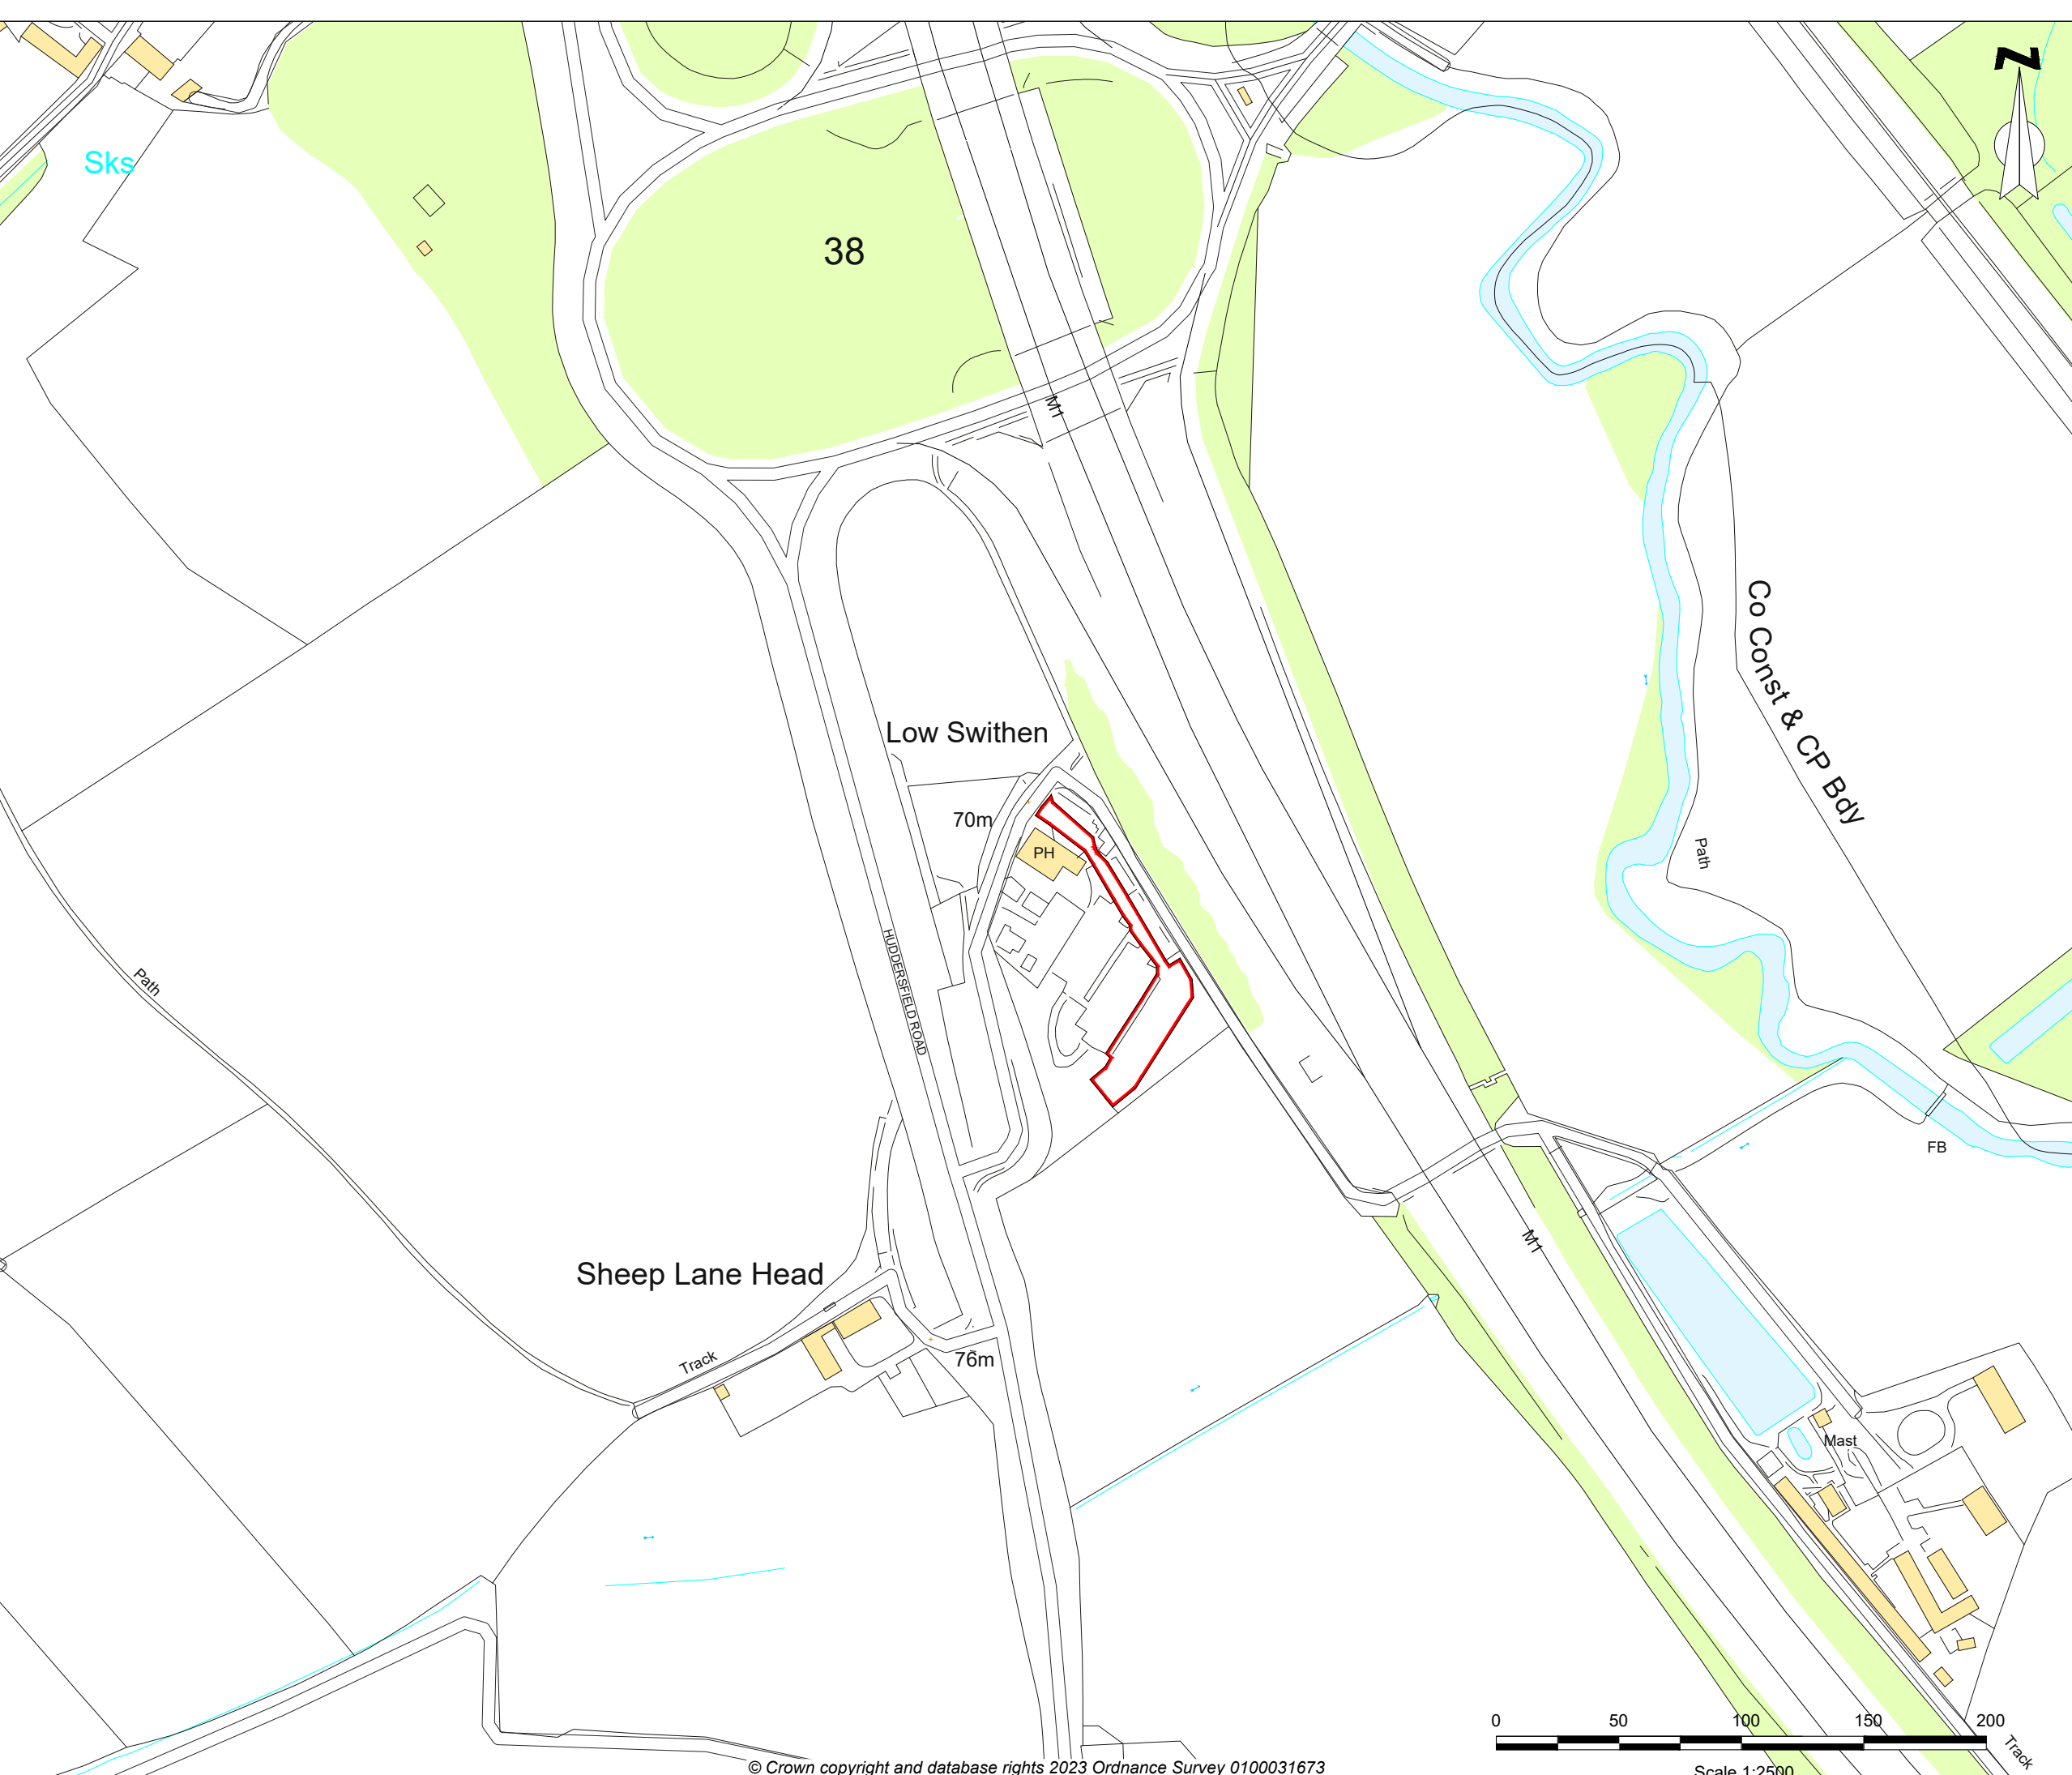 N
Sks
38
M1
Co Const & CP Bdy
Low Swithen
70m
PH
Path
HUDDERSFIELD ROAD
Path
FB
M1
Sheep Lane Head
Track
76m
Mast
0 50 100 150 200
Track
Scale 1:2500
© Crown copyright and database rights 2023 Ordnance Survey 0100031673